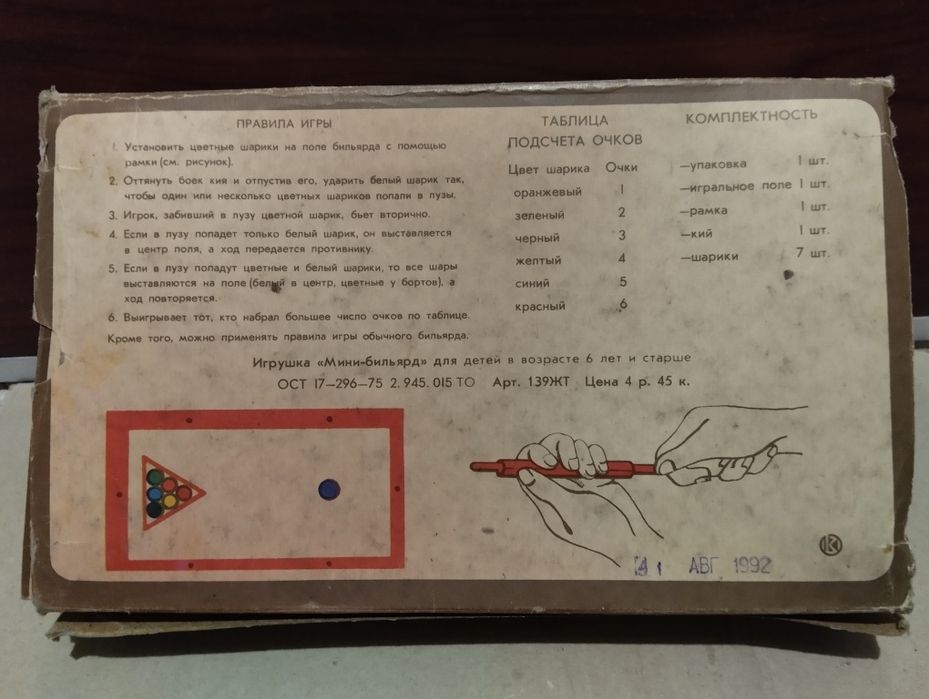 ПРАВИЛА ИГРЫ
1. Установить цветные шарики на поле бильярда с помощью
рамки (см. рисунок).
2. Оттянуть боек кия и отпустив его, ударить белый шарик так,
чтобы один или несколько цветных шариков попали в лузы.
3. Игрок, забивший в лузу цветной шарик, бьет вторично.
4. Если в лузу попадет только белый шарик, он выставляется
в центр поля, а ход передается противнику.
5. Если в лузу попадут цветные и белый шарики, то все шары
выставляются на поле (белый в центр, цветные у бортов), а
ход повторяется.
6. Выигрывает тот, кто набрал большее число очков по таблице.
Кроме того, можно применять правила игры обычного бильярда.
ТАБЛИЦА
ПОДСЧЕТА ОЧКОВ
Цвет шарика Очки
оранжевый 1
зеленый 2
черный 3
желтый 4
синий 5
красный 6
КОМПЛЕКТНОСТЬ
—упаковка 1 шт.
—игральное поле 1 шт.
—рамка 1 шт.
—кий 1 шт.
—шарики 7 шт.
Игрушка «Мини-бильярд» для детей в возрасте 6 лет и старше
ОСТ 17—296—75 2.945.015 ТО Арт. 139ЖТ Цена 4 р. 45 к.
АВГ 1992